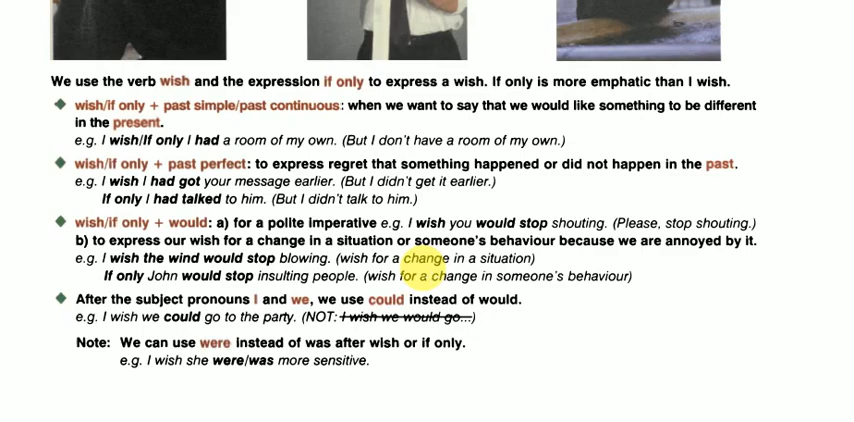 We use the verb wish and the expression if only to express a wish. If only is more emphatic than I wish.
wish/if only + past simple/past continuous: when we want to say that we would like something to be different
in the present.
e.g. I wish/If only I had a room of my own. (But I don't have a room of my own.)
wish/if only + past perfect: to express regret that something happened or did not happen in the past.
e.g. I wish I had got your message earlier. (But I didn't get it earlier.)
If only I had talked to him. (But I didn't talk to him.)
wish/if only + would: a) for a polite imperative e.g. I wish you would stop shouting. (Please, stop shouting.)
b) to express our wish for a change in a situation or someone's behaviour because we are annoyed by it.
e.g. I wish the wind would stop blowing. (wish for a change in a situation)
If only John would stop insulting people. (wish for a change in someone's behaviour)
After the subject pronouns I and we, we use could instead of would.
e.g. I wish we could go to the party. (NOT: I wish we would go...)
Note: We can use were instead of was after wish or if only.
e.g. I wish she were/was more sensitive.